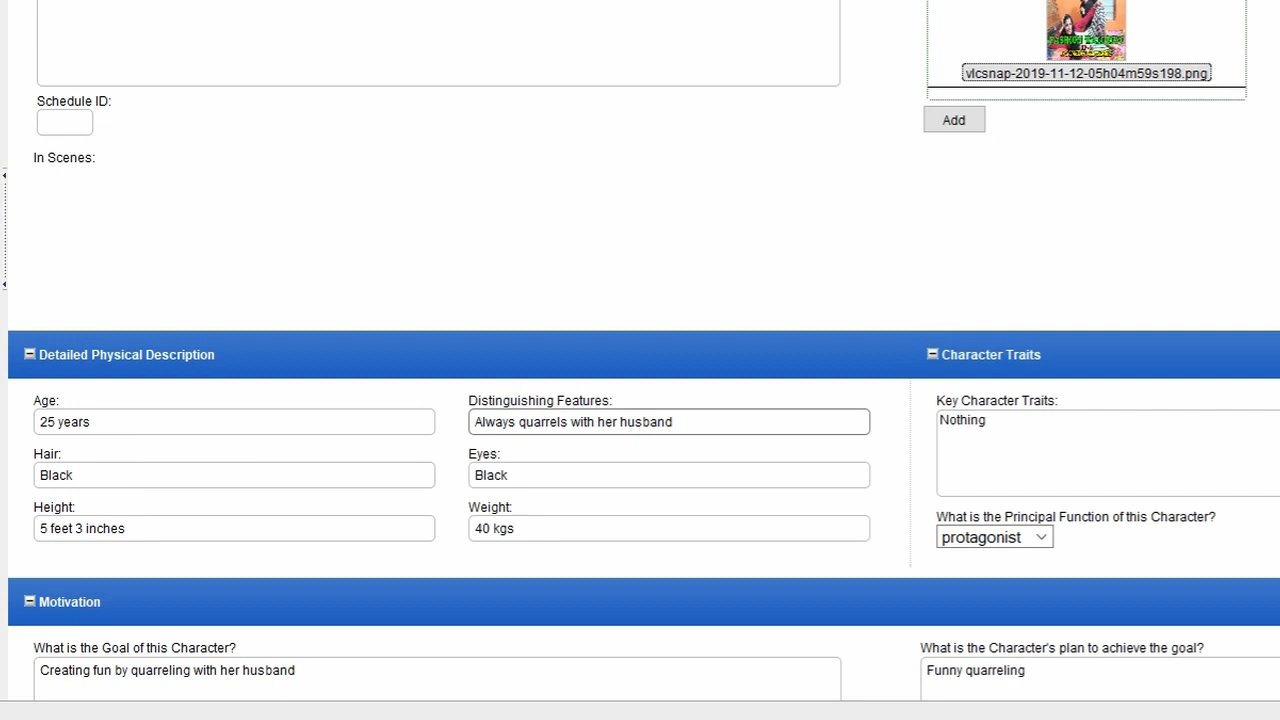 vlcsnap-2019-11-12-05h04m59s198.png
Schedule ID:
Add
In Scenes:
Detailed Physical Description
Character Traits
Age:
Distinguishing Features:
Key Character Traits:
25 years
Always quarrels with her husband
Nothing
Hair:
Eyes:
Black
Black
Height:
Weight:
What is the Principal Function of this Character?
5 feet 3 inches
40 kgs
protagonist
Motivation
What is the Goal of this Character?
What is the Character's plan to achieve the goal?
Creating fun by quarreling with her husband
Funny quarreling